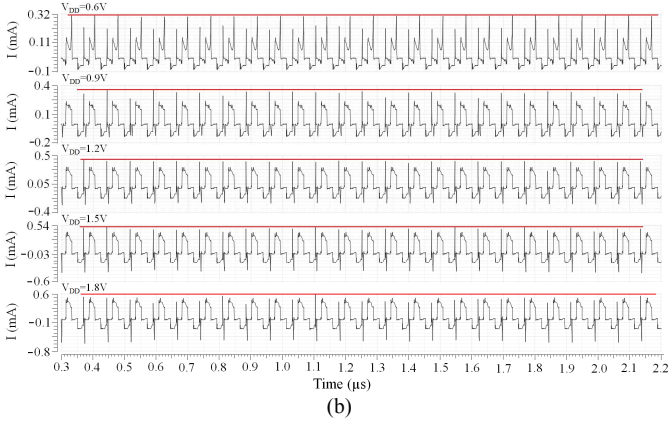 V_DD=0.6V
0.32
0.11
-0.1
I (mA)
V_DD=0.9V
0.4
0.1
-0.2
I (mA)
V_DD=1.2V
0.5
0.05
-0.4
I (mA)
V_DD=1.5V
0.54
-0.03
-0.6
I (mA)
V_DD=1.8V
0.6
-0.1
-0.8
I (mA)
0.3 0.4 0.5 0.6 0.7 0.8 0.9 1.0 1.1 1.2 1.3 1.4 1.5 1.6 1.7 1.8 1.9 2.0 2.1 2.2
Time (µs)
(b)